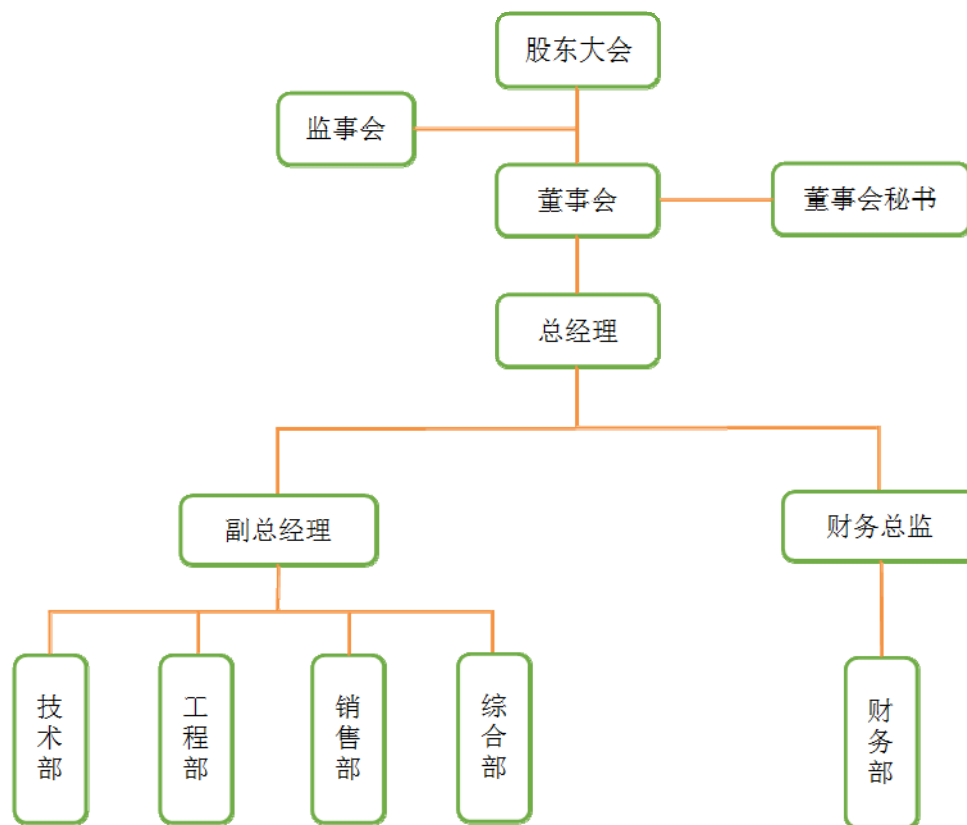 股东大会
监事会
董事会
董事会秘书
总经理
副总经理
财务总监
技术部
工程部
销售部
综合部
财务部